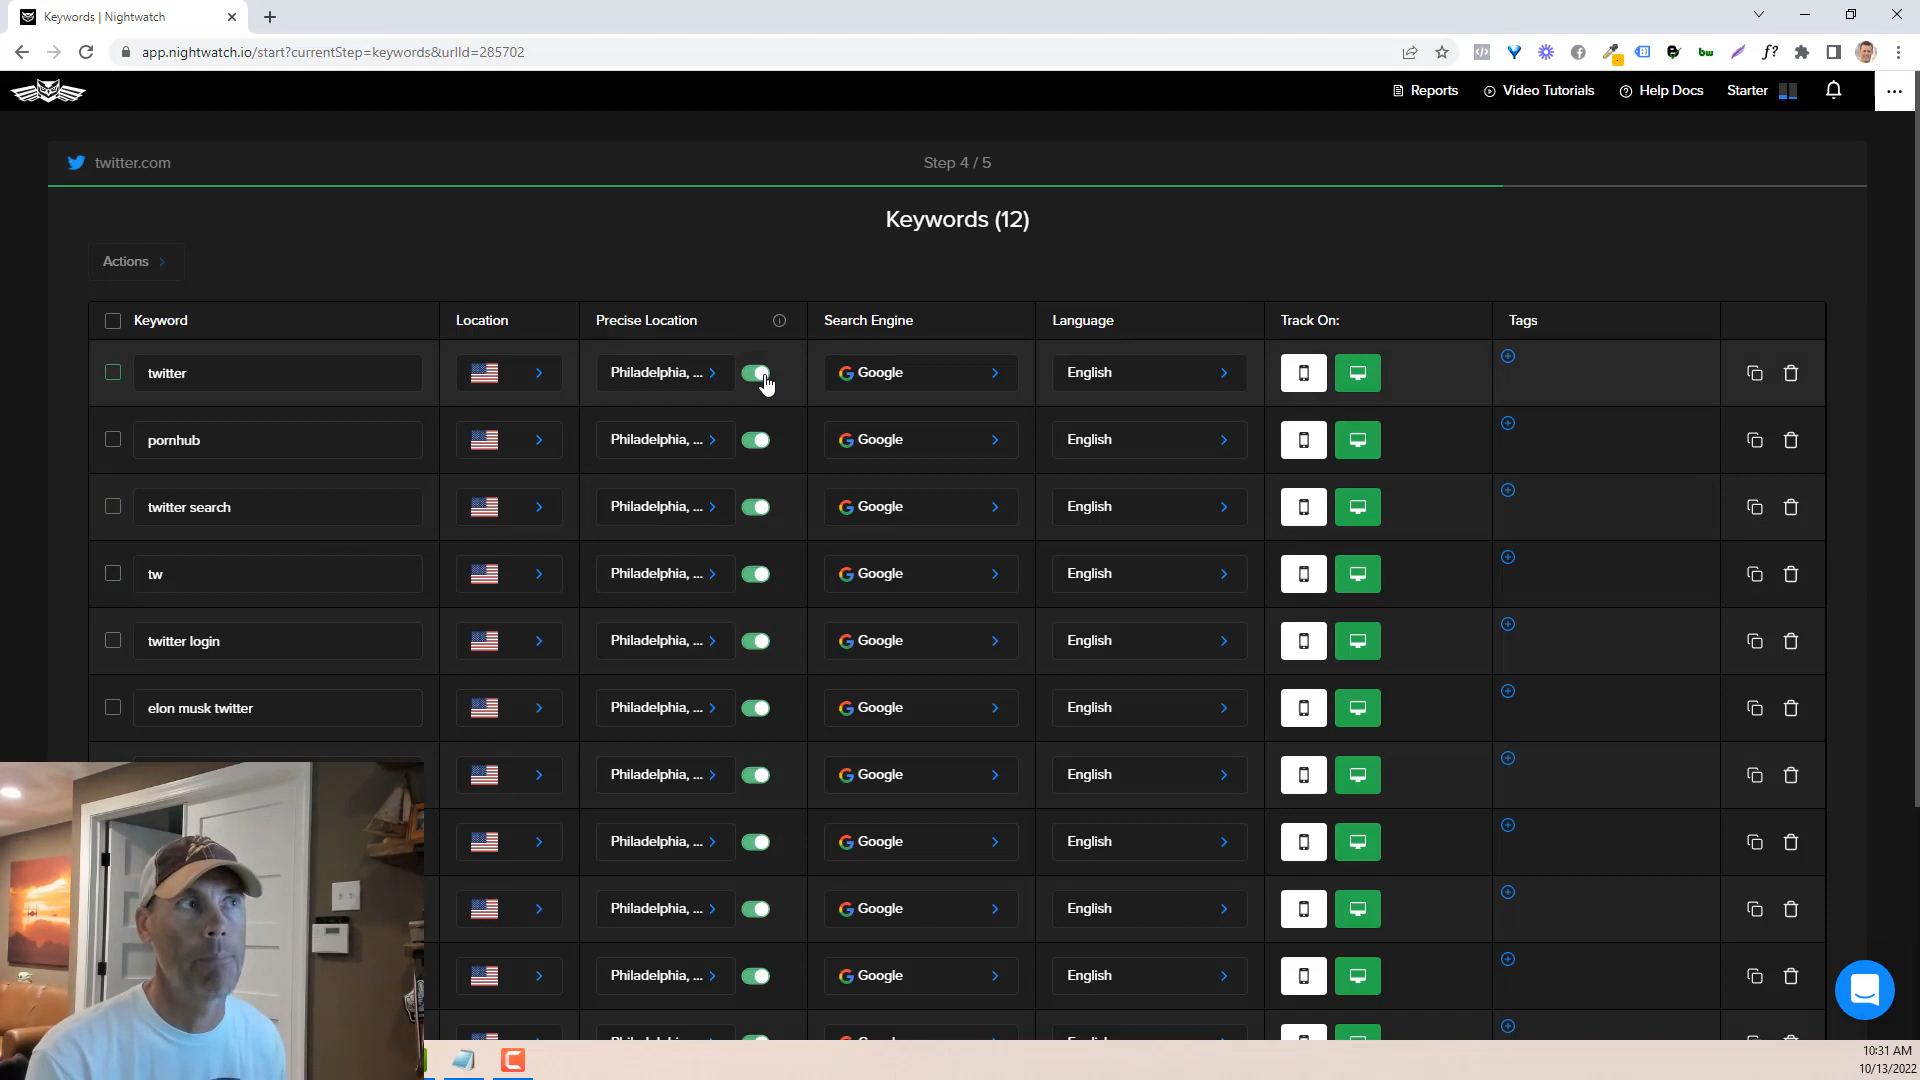 Keywords | Nightwatch
app.nightwatch.io/start?currentStep=keywords&urlId=285702
Reports Video Tutorials Help Docs Starter
twitter.com Step 4 / 5
Keywords (12)
Actions
Keyword Location Precise Location Search Engine Language Track On: Tags
twitter Philadelphia, ... Google English
pornhub Philadelphia, ... Google English
twitter search Philadelphia, ... Google English
tw Philadelphia, ... Google English
twitter login Philadelphia, ... Google English
elon musk twitter Philadelphia, ... Google English
Philadelphia, ... Google English
Philadelphia, ... Google English
Philadelphia, ... Google English
Philadelphia, ... Google English
10:31 AM
10/13/2022